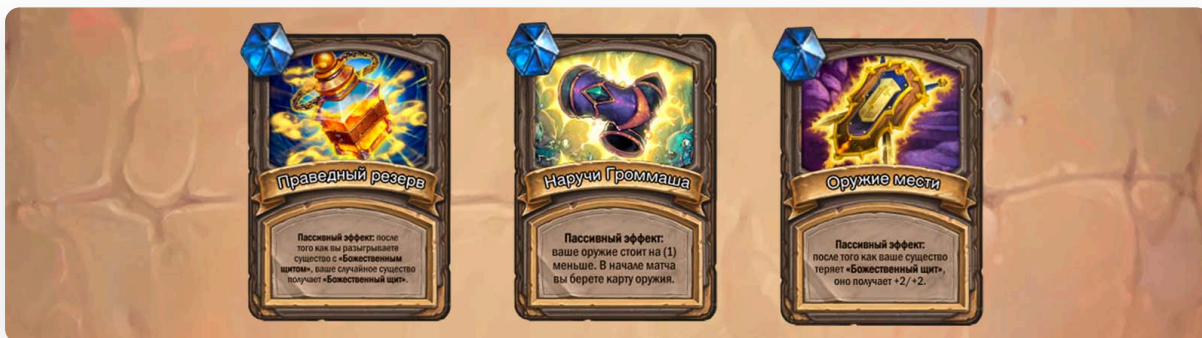 Праведный резерв
Пассивный эффект: после
того как вы разыгрываете
существо с «Божественным
щитом», ваше случайное существо
получает «Божественный щит».
Наручи Громмаша
Пассивный эффект:
ваше оружие стоит на (1)
меньше. В начале матча
вы берете карту оружия.
Оружие мести
Пассивный эффект:
после того как ваше существо
теряет «Божественный щит»,
оно получает +2/+2.